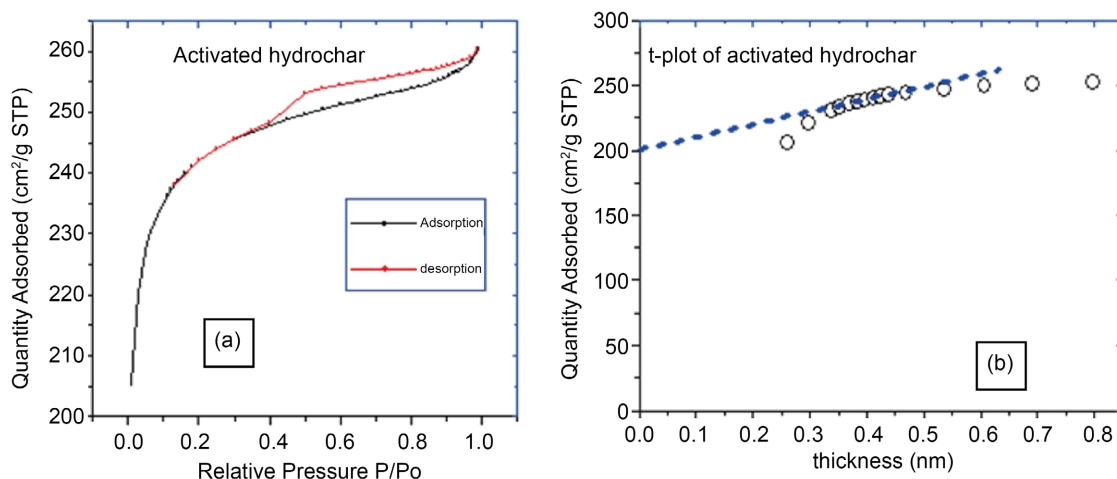 Activated hydrochar
Quantity Adsorbed (cm²/g STP)
260
250
240
230
220
210
200
Adsorption
desorption
(a)
0.0 0.2 0.4 0.6 0.8 1.0
Relative Pressure P/Po
t-plot of activated hydrochar
Quantity Adsorbed (cm²/g STP)
300
250
200
150
100
50
0
(b)
0.0 0.1 0.2 0.3 0.4 0.5 0.6 0.7 0.8
thickness (nm)